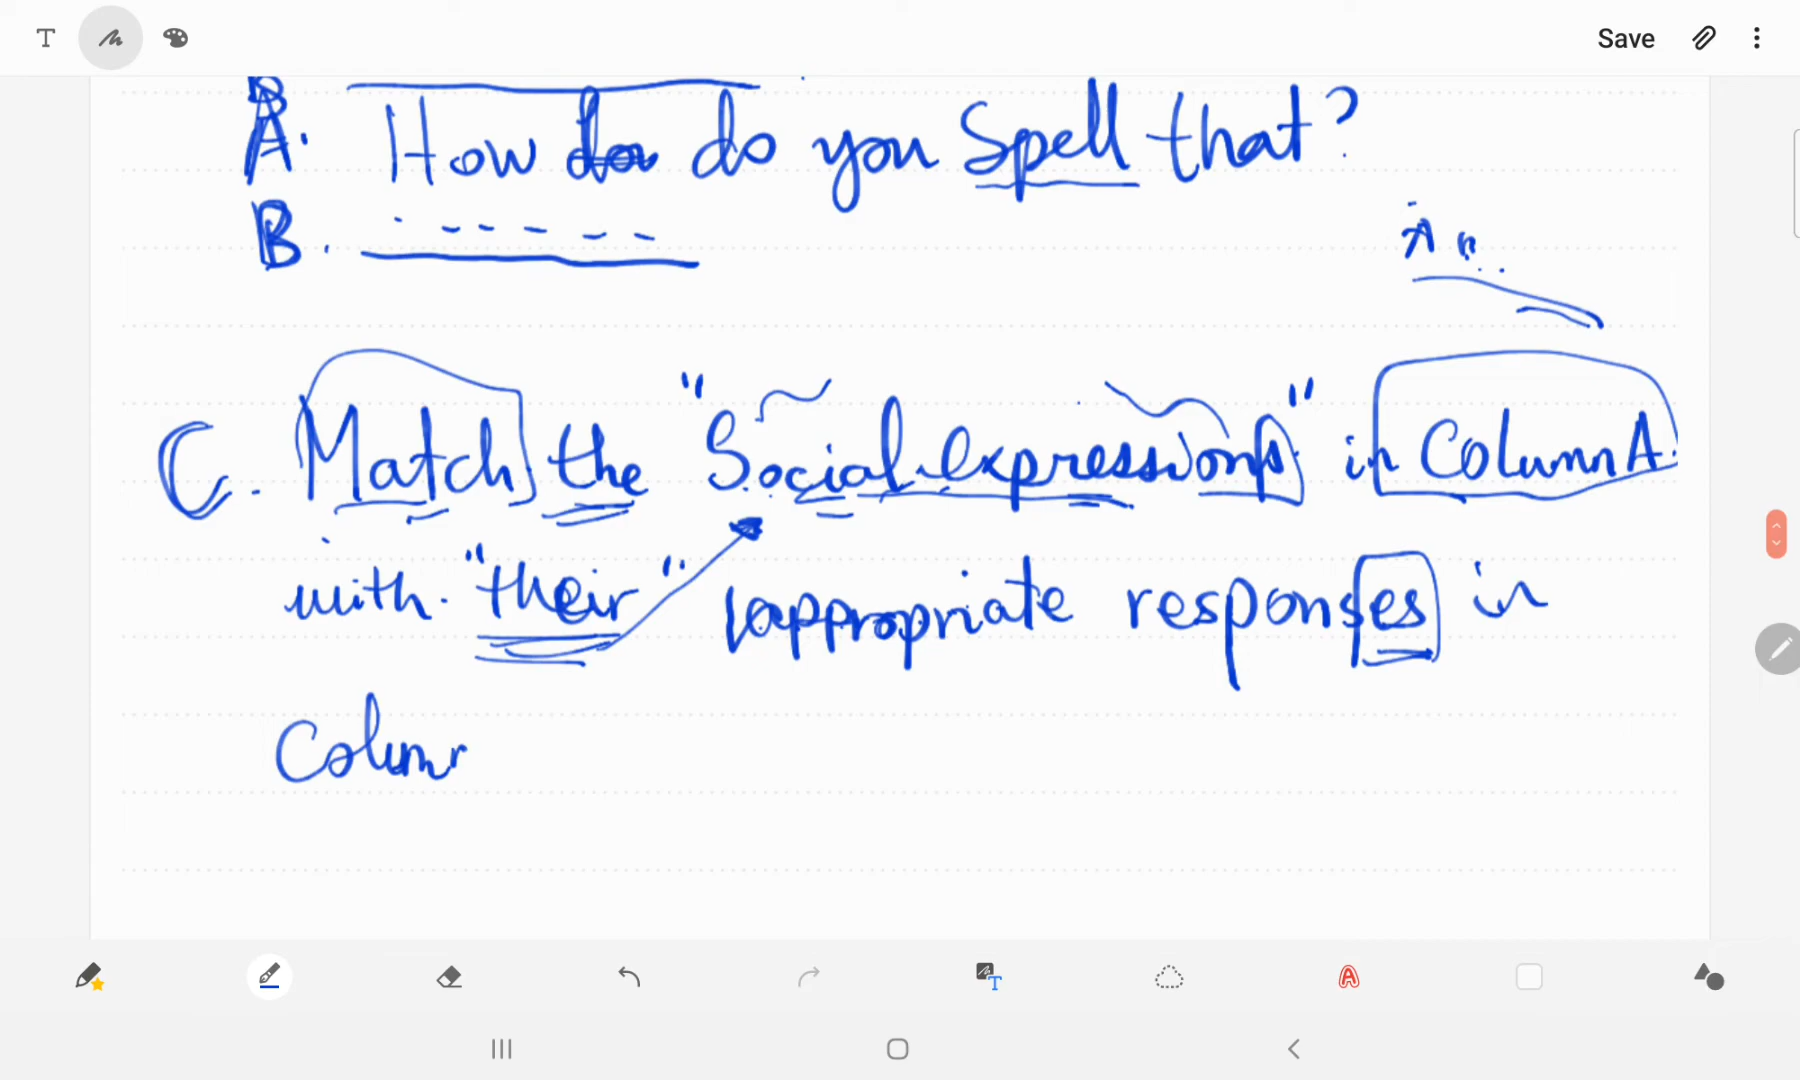 Save
A. How do do you Spell that?
B. - - - - -
C. Match the "Social expressions" in Column A.
with "their" appropriate responses in
Colum